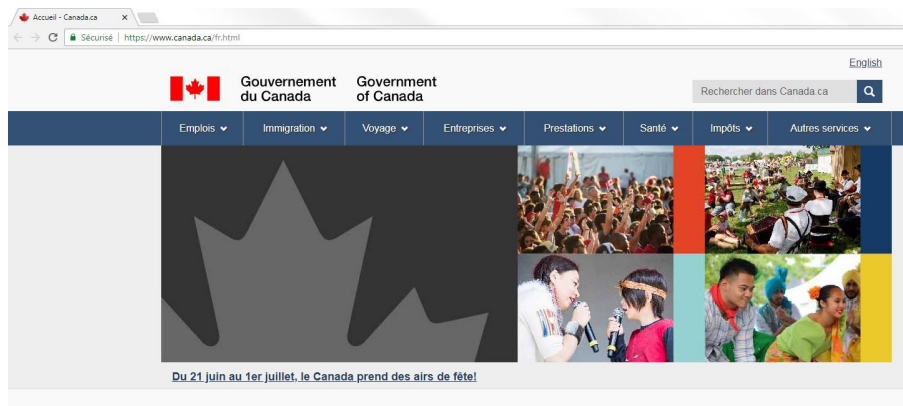 Accueil - Canada.ca
Sécurisé | https://www.canada.ca/fr.html
English
Gouvernement du Canada
Government of Canada
Rechercher dans Canada.ca
Emplois Immigration Voyage Entreprises Prestations Santé Impôts Autres services
Du 21 juin au 1er juillet, le Canada prend des airs de fête!